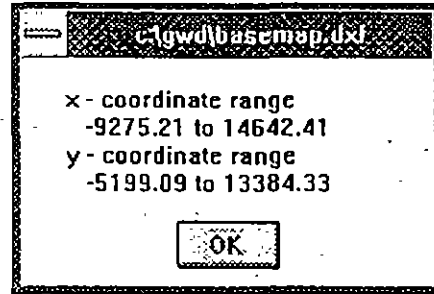 c:\gwd\basemap.dxf
x - coordinate range
-9275.21 to 14642.41
y - coordinate range
-5199.09 to 13384.33
OK